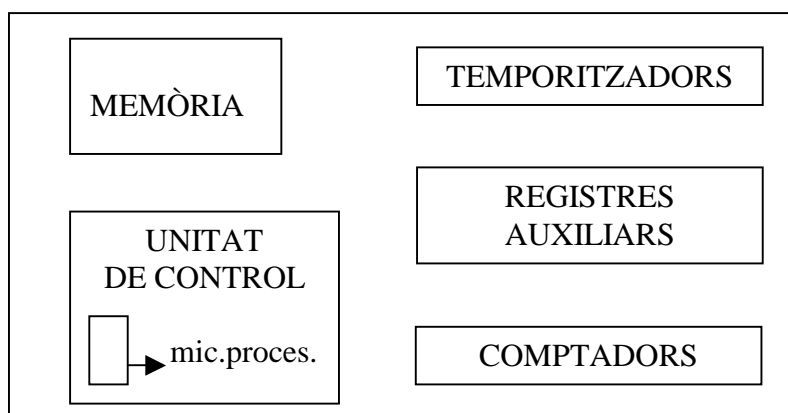 MEMÒRIA
UNITAT
DE CONTROL
mic.proces.
TEMPORITZADORS
REGISTRES
AUXILIARS
COMPTADORS